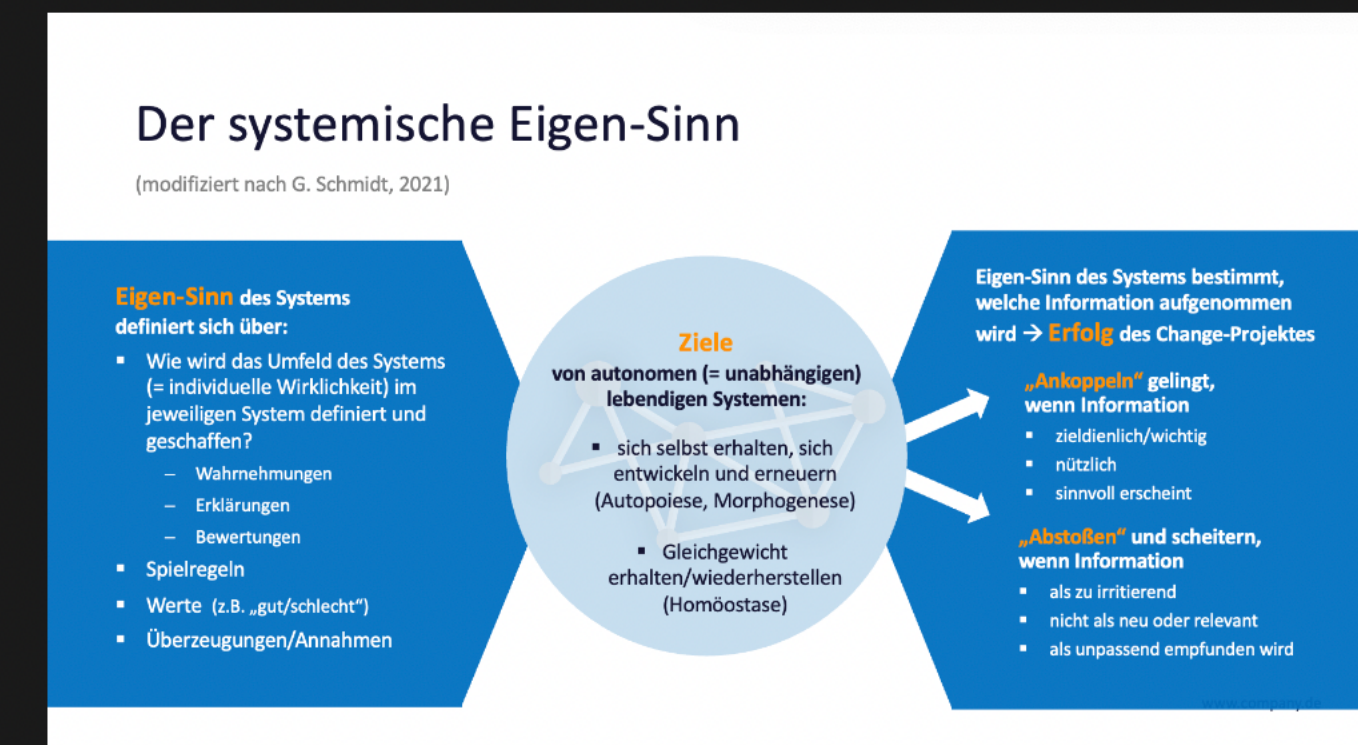 Der systemische Eigen-Sinn
(modifiziert nach G. Schmidt, 2021)
Eigen-Sinn des Systems
definiert sich über:
▪ Wie wird das Umfeld des Systems
(= individuelle Wirklichkeit) im
jeweiligen System definiert und
geschaffen?
– Wahrnehmungen
– Erklärungen
– Bewertungen
▪ Spielregeln
▪ Werte (z.B. „gut/schlecht“)
▪ Überzeugungen/Annahmen
Ziele
von autonomen (= unabhängigen)
lebendigen Systemen:
▪ sich selbst erhalten, sich
entwickeln und erneuern
(Autopoiese, Morphogenese)
▪ Gleichgewicht
erhalten/wiederherstellen
(Homöostase)
Eigen-Sinn des Systems bestimmt,
welche Information aufgenommen
wird → Erfolg des Change-Projektes
„Ankoppeln“ gelingt,
wenn Information
▪ zieldienlich/wichtig
▪ nützlich
▪ sinnvoll erscheint
„Abstoßen“ und scheitern,
wenn Information
▪ als zu irritierend
▪ nicht als neu oder relevant
▪ als unpassend empfunden wird
www.company.de